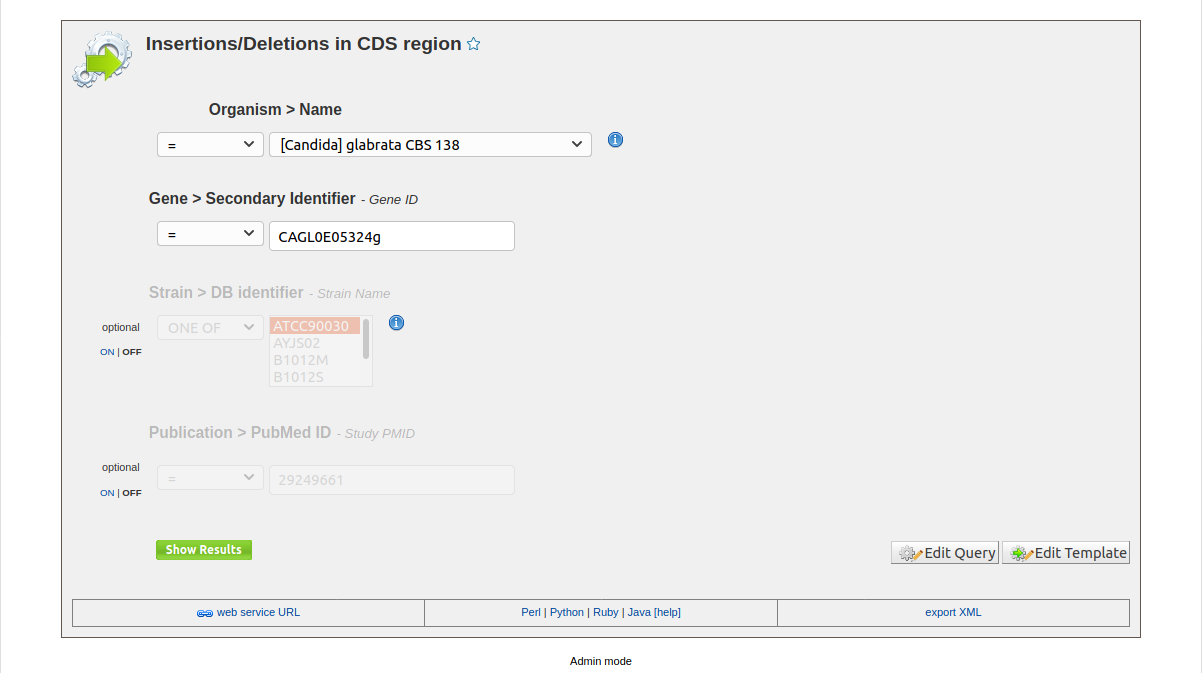 Insertions/Deletions in CDS region
Organism > Name
= [Candida] glabrata CBS 138
Gene > Secondary Identifier - Gene ID
= CAGL0E05324g
Strain > DB identifier - Strain Name
optional ONE OF ATCC90030
AYJS02
ON | OFF B1012M
B1012S
Publication > PubMed ID - Study PMID
optional = 29249661
ON | OFF
Show Results Edit Query Edit Template
web service URL Perl | Python | Ruby | Java [help] export XML
Admin mode